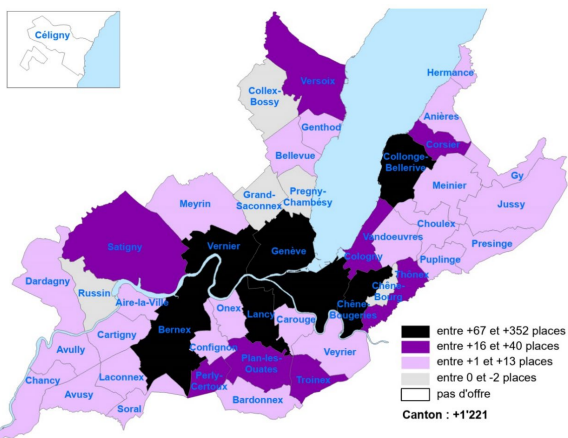 Céligny
Versoix
Collex-
Bossy
Hermance
Anières
Genthod
Corsier
Bellevue
Collonge-
Bellerive
Gy
Meinier
Jussy
Meyrin
Grand-
Saconnex
Pregny-
Chambésy
Choulex
Vandoeuvres
Presinge
Satigny
Vernier
Genève
Cologny
Puplinge
Thônex
Dardagny
Russin
Chêne-
Bourg
Aire-la-Ville
Onex
Lancy
Chêne-
Bougeries
Carouge
Bernex
Cartigny
Confignon
Veyrier
Avully
Plan-les-
Ouates
Perly-
Certoux
Troinex
Chancy
Laconnex
Avusy
Soral
Bardonnex
entre +67 et +352 places
entre +16 et +40 places
entre +1 et +13 places
entre 0 et -2 places
pas d'offre
Canton : +1'221